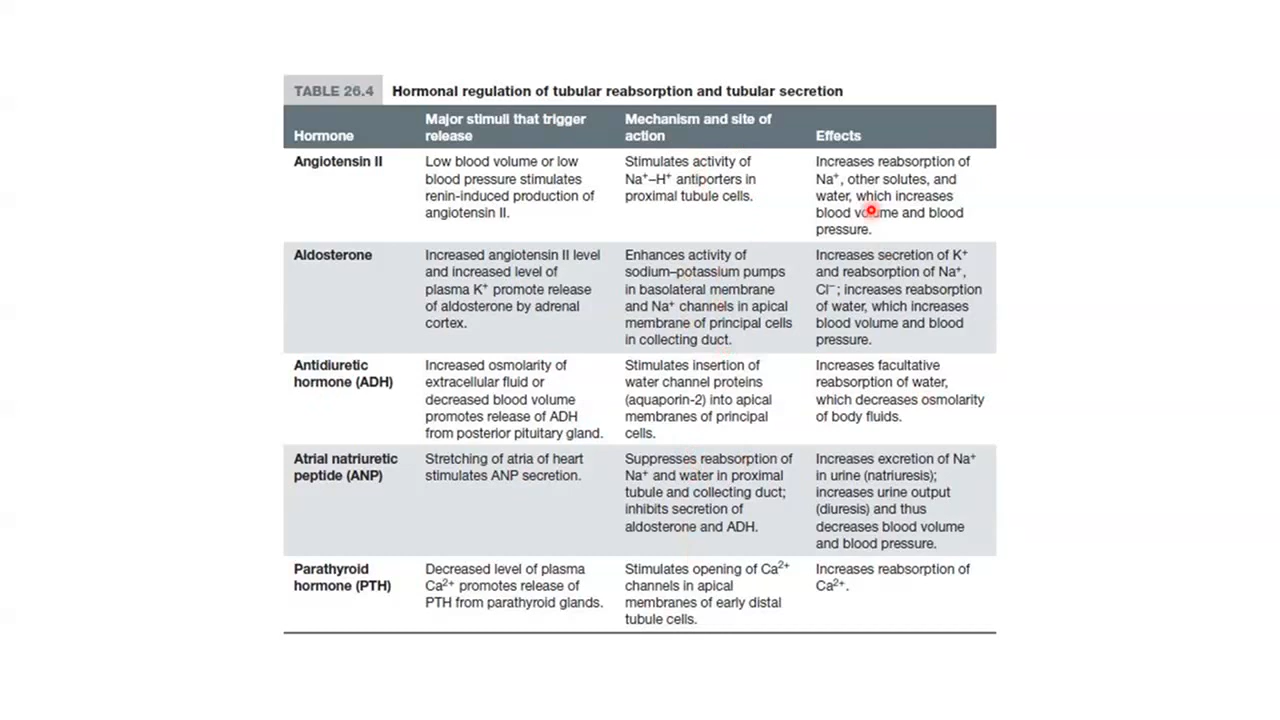 TABLE 26.4 Hormonal regulation of tubular reabsorption and tubular secretion
Hormone
Major stimuli that trigger
release
Mechanism and site of
action
Effects
Angiotensin II
Low blood volume or low
blood pressure stimulates
renin-induced production of
angiotensin II.
Stimulates activity of
Na⁺–H⁺ antiporters in
proximal tubule cells.
Increases reabsorption of
Na⁺, other solutes, and
water, which increases
blood volume and blood
pressure.
Aldosterone
Increased angiotensin II level
and increased level of
plasma K⁺ promote release
of aldosterone by adrenal
cortex.
Enhances activity of
sodium–potassium pumps
in basolateral membrane
and Na⁺ channels in apical
membrane of principal cells
in collecting duct.
Increases secretion of K⁺
and reabsorption of Na⁺,
Cl⁻; increases reabsorption
of water, which increases
blood volume and blood
pressure.
Antidiuretic
hormone (ADH)
Increased osmolarity of
extracellular fluid or
decreased blood volume
promotes release of ADH
from posterior pituitary gland.
Stimulates insertion of
water channel proteins
(aquaporin-2) into apical
membranes of principal
cells.
Increases facultative
reabsorption of water,
which decreases osmolarity
of body fluids.
Atrial natriuretic
peptide (ANP)
Stretching of atria of heart
stimulates ANP secretion.
Suppresses reabsorption of
Na⁺ and water in proximal
tubule and collecting duct;
inhibits secretion of
aldosterone and ADH.
Increases excretion of Na⁺
in urine (natriuresis);
increases urine output
(diuresis) and thus
decreases blood volume
and blood pressure.
Parathyroid
hormone (PTH)
Decreased level of plasma
Ca²⁺ promotes release of
PTH from parathyroid glands.
Stimulates opening of Ca²⁺
channels in apical
membranes of early distal
tubule cells.
Increases reabsorption of
Ca²⁺.